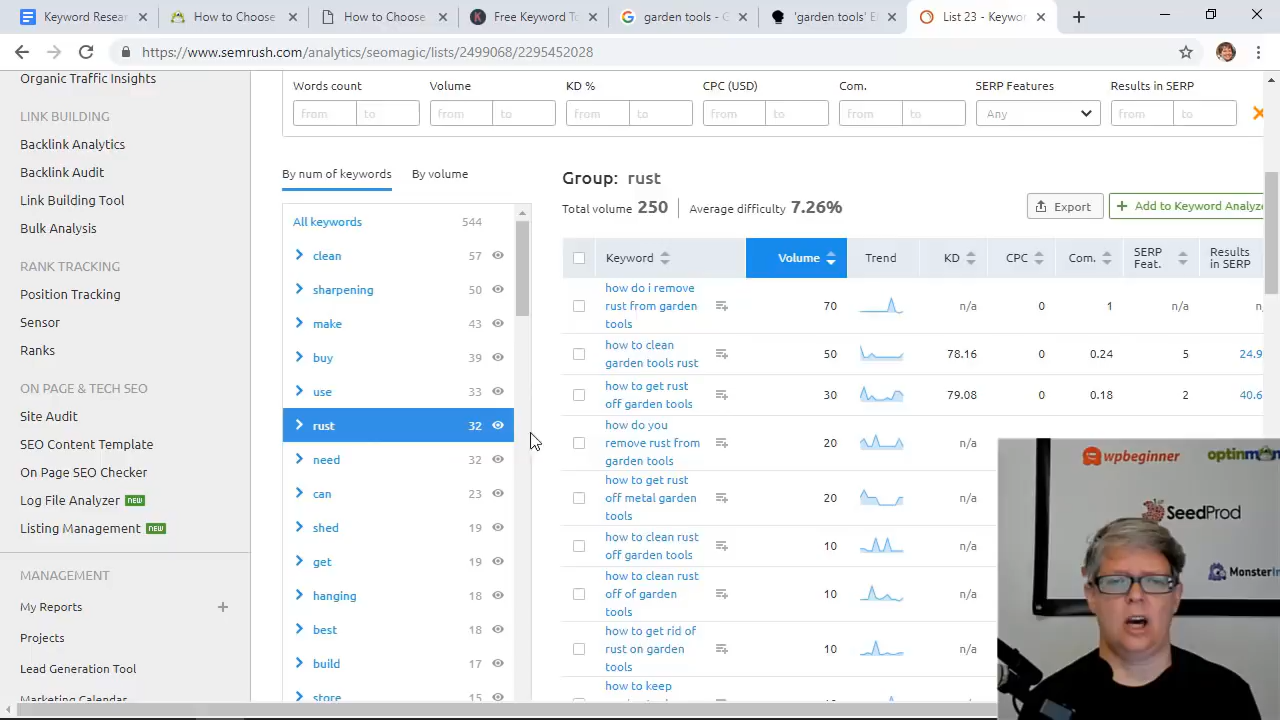 Keyword Resea
How to Choose
How to Choose
Free Keyword To
garden tools - G
'garden tools' E
List 23 - Keywo
https://www.semrush.com/analytics/seomagic/lists/2499068/2295452028
Organic Traffic Insights
LINK BUILDING
Backlink Analytics
Backlink Audit
Link Building Tool
Bulk Analysis
RANK TRACKING
Position Tracking
Sensor
Ranks
ON PAGE & TECH SEO
Site Audit
SEO Content Template
On Page SEO Checker
Log File Analyzer NEW
Listing Management NEW
MANAGEMENT
My Reports +
Projects
Lead Generation Tool
Marketing Calendar
Words count Volume KD % CPC (USD) Com. SERP Features Results in SERP
from to from to from to from to from to Any from to
By num of keywords By volume
All keywords 544
clean 57
sharpening 50
make 43
buy 39
use 33
rust 32
need 32
can 23
shed 19
get 19
hanging 18
best 18
build 17
store 15
Group: rust
Total volume 250 Average difficulty 7.26%
Export
+ Add to Keyword Analyze
Keyword Volume Trend KD CPC Com. SERP Feat. Results in SERP
how do i remove
rust from garden 70 n/a 0 1 n/a
tools
how to clean
garden tools rust 50 78.16 0 0.24 5 24.9
how to get rust
off garden tools 30 79.08 0 0.18 2 40.6
how do you
remove rust from 20 n/a
garden tools
how to get rust
off metal garden 20 n/a
tools
how to clean rust
off garden tools 10 n/a
how to clean rust
off of garden 10 n/a
tools
how to get rid of
rust on garden 10 n/a
tools
how to keep
wpbeginner
optinm
SeedProd
MonsterIn